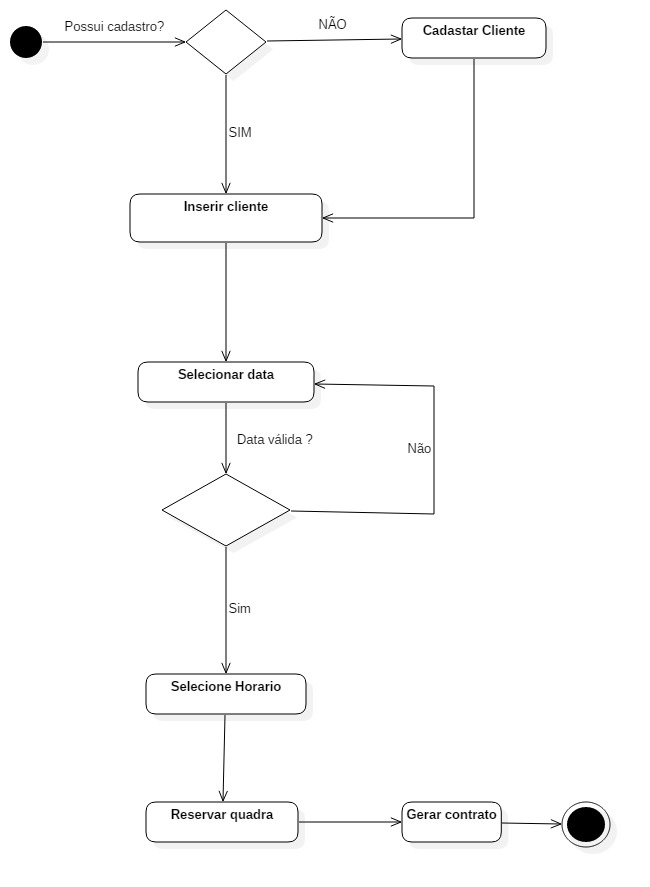 Possui cadastro?
NÃO
Cadastar Cliente
SIM
Inserir cliente
Selecionar data
Data válida ?
Não
Sim
Selecione Horario
Reservar quadra
Gerar contrato